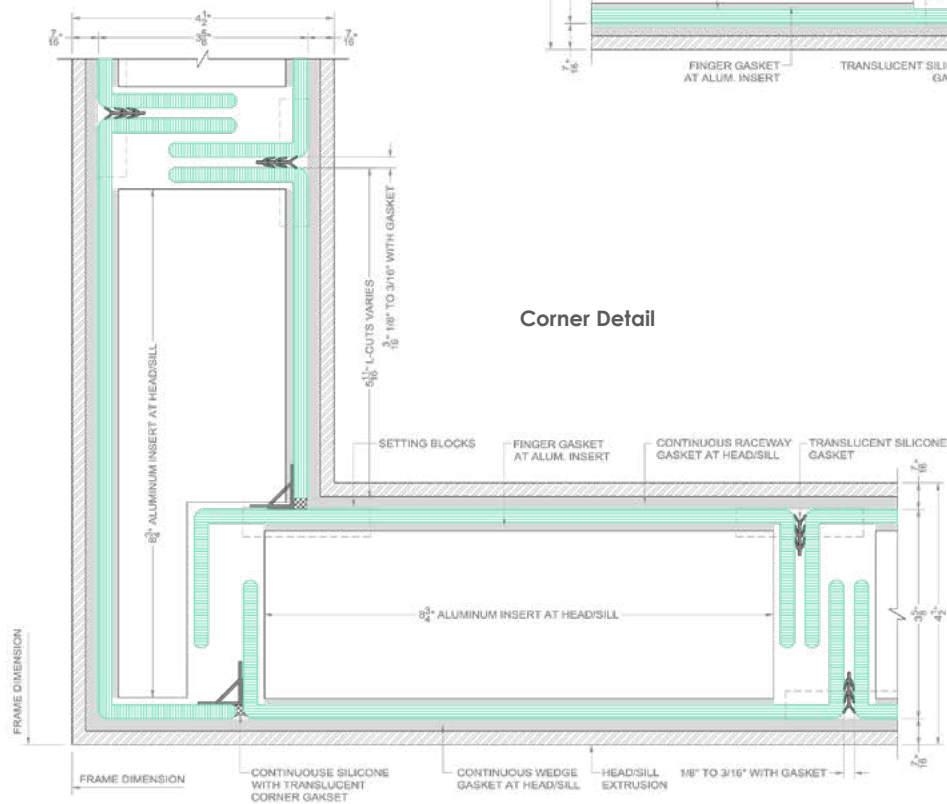 4 1/2"
7/16"
3 5/8"
7/16"
7/16"
FINGER GASKET
AT ALUM. INSERT
TRANSLUCENT SILI
GA
8 3/4" ALUMINUM INSERT AT HEAD/SILL
5 11/16" L-CUTS VARIES
3/16" 1/8" TO 3/16" WITH GASKET
Corner Detail
SETTING BLOCKS
FINGER GASKET
AT ALUM. INSERT
CONTINUOUS RACEWAY
GASKET AT HEAD/SILL
TRANSLUCENT SILICONE
GASKET
7/16"
8 3/4" ALUMINUM INSERT AT HEAD/SILL
3 5/8"
4 1/2"
7/16"
FRAME DIMENSION
FRAME DIMENSION
CONTINUOUSE SILICONE
WITH TRANSLUCENT
CORNER GAKSET
CONTINUOUS WEDGE
GASKET AT HEAD/SILL
HEAD/SILL
EXTRUSION
1/8" TO 3/16" WITH GASKET